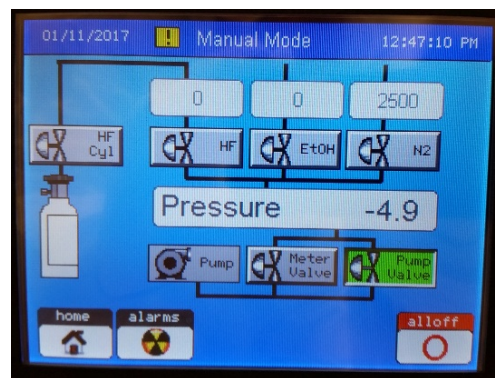 01/11/2017 Manual Mode 12:47:10 PM
0 0 2500
HF Cyl
HF EtOH N2
Pressure -4.9
Pump Meter Valve Pump Valve
home alarms alloff